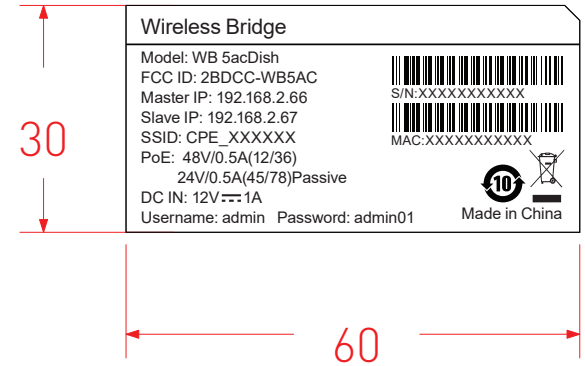 Wireless Bridge
Model: WB 5acDish
FCC ID: 2BDCC-WB5AC
Master IP: 192.168.2.66
Slave IP: 192.168.2.67
SSID: CPE_XXXXXX
PoE: 48V/0.5A(12/36)
24V/0.5A(45/78)Passive
DC IN: 12V⎓1A
Username: admin Password: admin01
S/N:XXXXXXXXXXX
MAC:XXXXXXXXXXX
10
Made in China
30
60